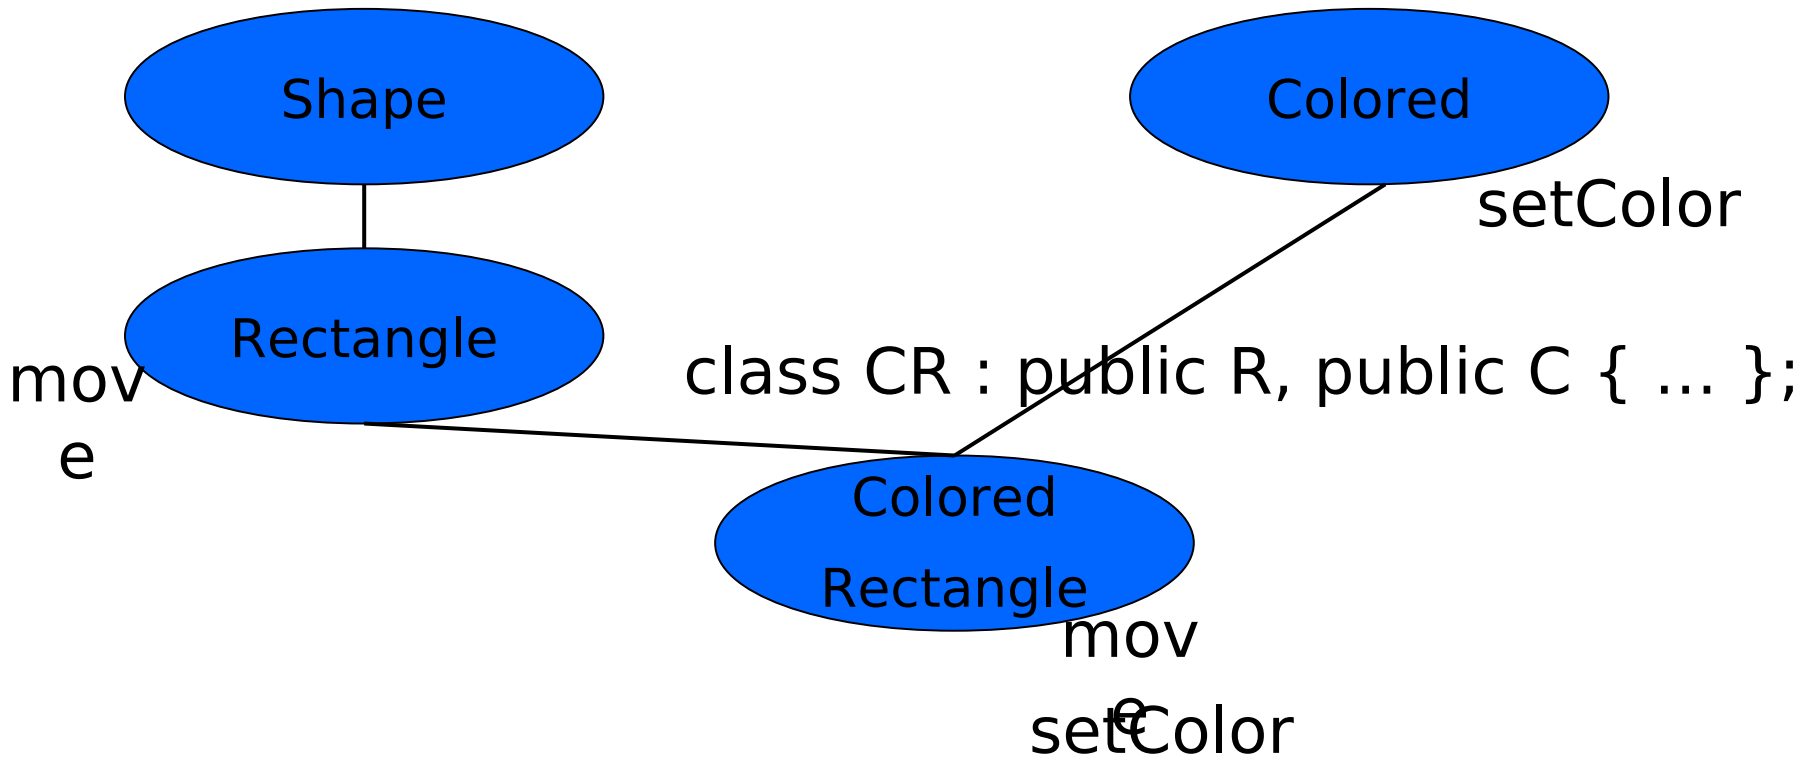 Shape
Colored
setColor
Rectangle
mov
e
class CR : public R, public C { ... };
Colored
Rectangle
mov
e
setColor